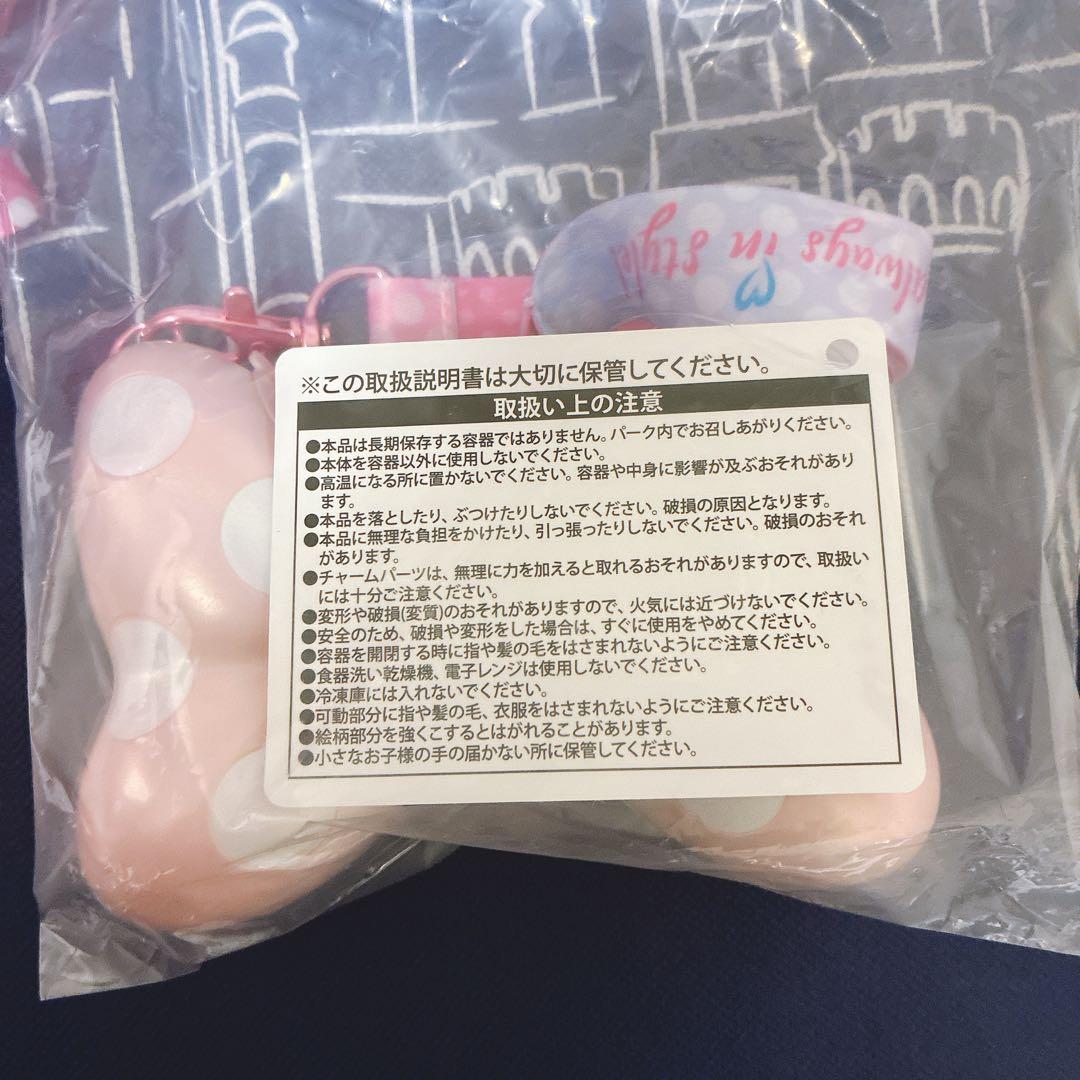 always in style!
※この取扱説明書は大切に保管してください。
取扱い上の注意
●本品は長期保存する容器ではありません。パーク内でお召しあがりください。
●本体を容器以外に使用しないでください。
●高温になる所に置かないでください。容器や中身に影響が及ぶおそれがあり
ます。
●本品を落としたり、ぶつけたりしないでください。破損の原因となります。
●本品に無理な負担をかけたり、引っ張ったりしないでください。破損のおそれ
があります。
●チャームパーツは、無理に力を加えると取れるおそれがありますので、取扱い
には十分ご注意ください。
●変形や破損(変質)のおそれがありますので、火気には近づけないでください。
●安全のため、破損や変形をした場合は、すぐに使用をやめてください。
●容器を開閉する時に指や髪の毛をはさまれないようにご注意ください。
●食器洗い乾燥機、電子レンジは使用しないでください。
●冷凍庫には入れないでください。
●可動部分に指や髪の毛、衣服をはさまれないようにご注意ください。
●絵柄部分を強くこするとはがれることがあります。
●小さなお子様の手の届かない所に保管してください。